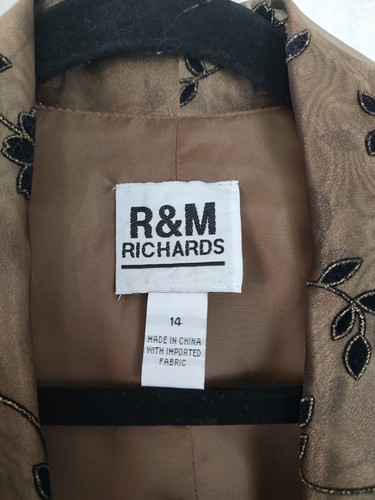 R&M
RICHARDS
14
MADE IN CHINA
WITH IMPORTED
FABRIC